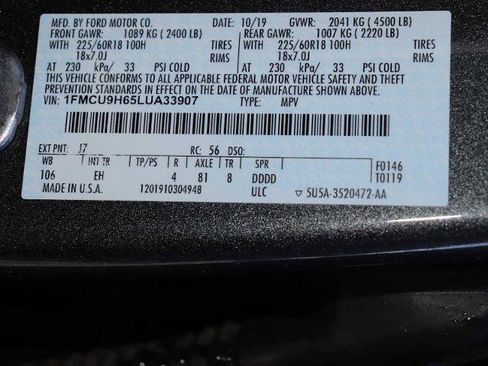 MFD. BY FORD MOTOR CO. 10/19 GVWR: 2041 KG ( 4500 LB)
FRONT GAWR: 1089 KG ( 2400 LB) REAR GAWR: 1007 KG ( 2220 LB)
WITH 225/60R18 100H TIRES WITH 225/60R18 100H TIRES
18x7.0J RIMS 18x7.0J RIMS
AT 230 kPa/ 33 PSI COLD AT 230 kPa/ 33 PSI COLD
THIS VEHICLE CONFORMS TO ALL APPLICABLE FEDERAL MOTOR VEHICLE SAFETY AND THEFT
PREVENTION STANDARDS IN EFFECT ON THE DATE OF MANUFACTURE SHOWN ABOVE.
VIN: 1FMCU9H65LUA33907 TYPE: MPV
EXT PNT: J7 RC: 56 DSO:
WB INT TR TP/PS R AXLE TR SPR F0146
106 EH 4 81 8 DDDD T0119
MADE IN U.S.A. 1201910304948 ULC ▽ 5U5A-3520472-AA